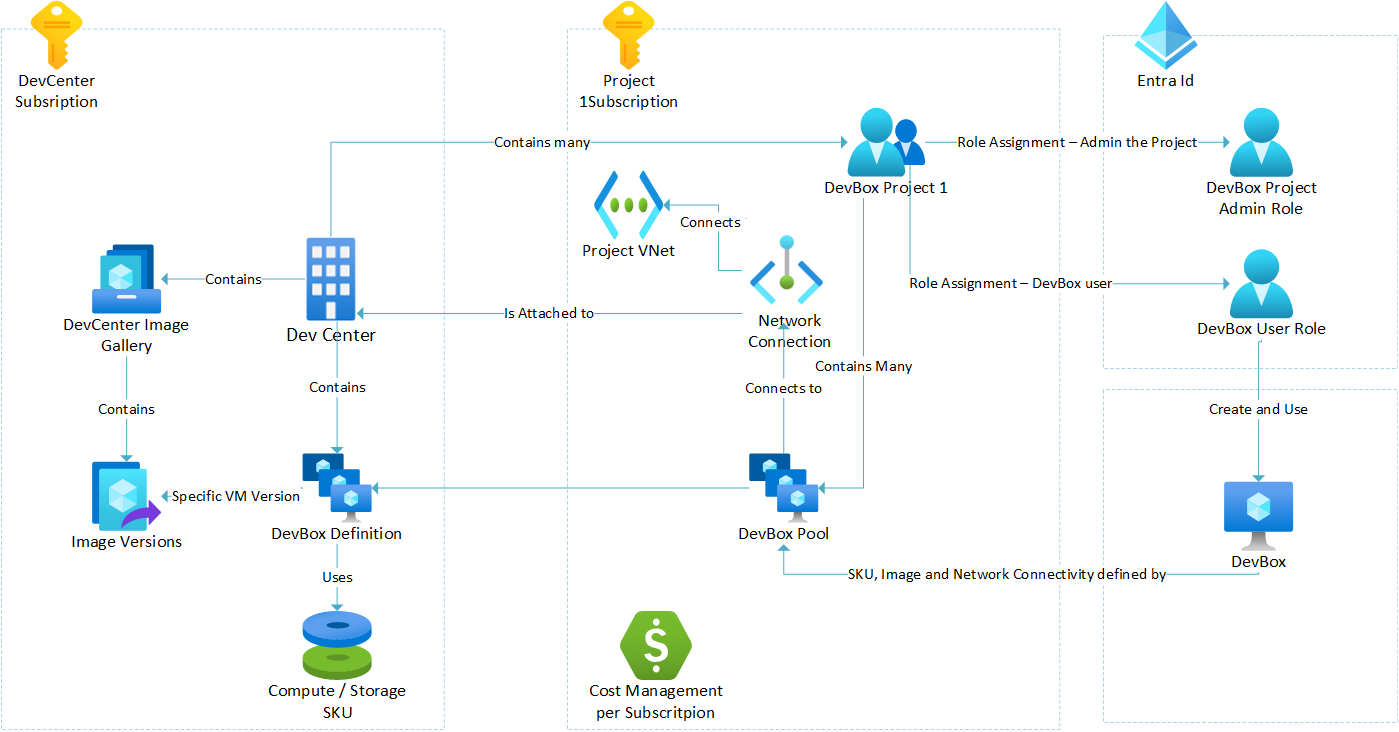 DevCenter
Subsription
Project
1Subscription
Entra Id
Contains many
Role Assignment – Admin the Project
DevBox Project 1
DevBox Project
Admin Role
Connects
Project VNet
Contains
Role Assignment – DevBox user
Is Attached to
DevCenter Image
Gallery
Dev Center
Network
Connection
DevBox User Role
Contains Many
Contains
Connects to
Contains
Create and Use
Specific VM Version
Image Versions
DevBox Definition
DevBox Pool
DevBox
Uses
SKU, Image and Network Connectivity defined by
Compute / Storage
SKU
Cost Management
per Subscritpion